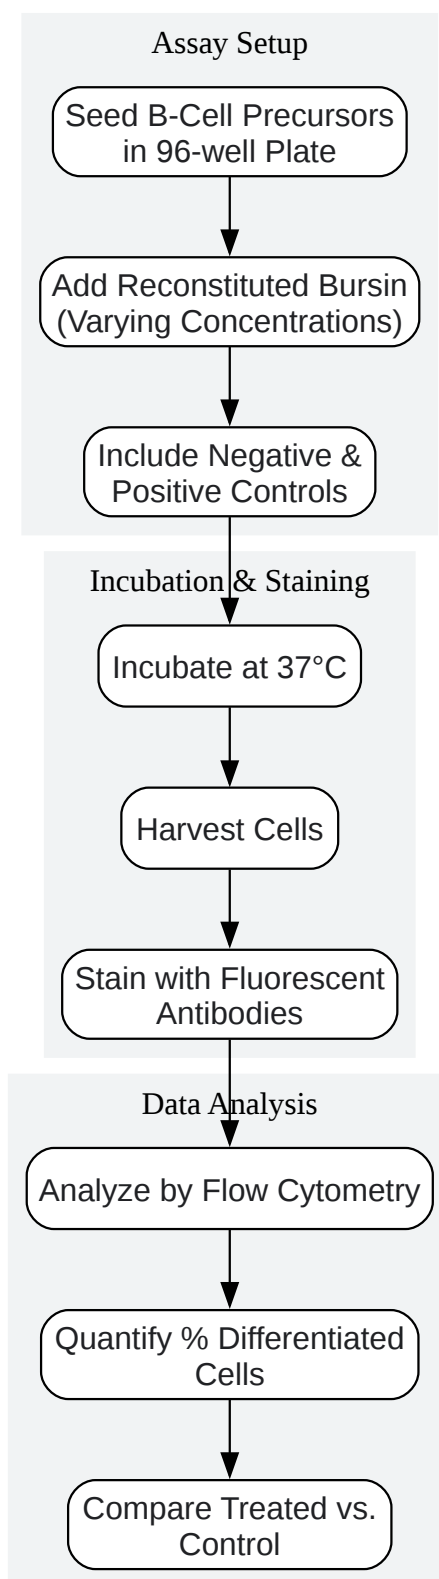 Assay Setup
Seed B-Cell Precursors
in 96-well Plate
Add Reconstituted Bursin
(Varying Concentrations)
Include Negative &
Positive Controls
Incubation & Staining
Incubate at 37°C
Harvest Cells
Stain with Fluorescent
Antibodies
Data Analysis
Analyze by Flow Cytometry
Quantify % Differentiated
Cells
Compare Treated vs.
Control